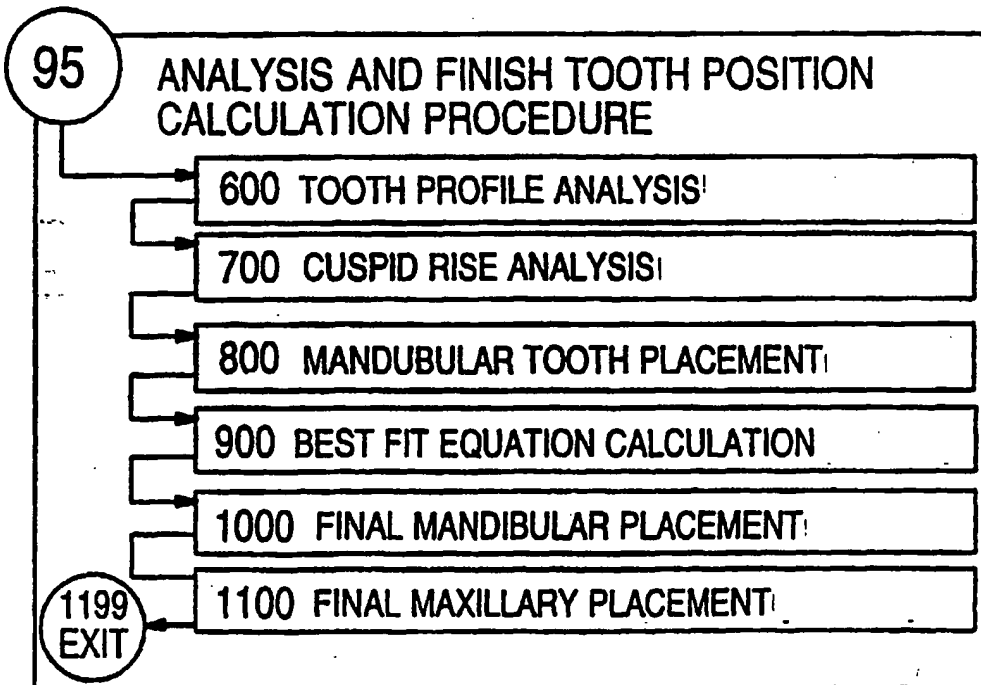 95
ANALYSIS AND FINISH TOOTH POSITION
CALCULATION PROCEDURE
600 TOOTH PROFILE ANALYSIS
700 CUSPID RISE ANALYSIS
800 MANDUBULAR TOOTH PLACEMENT
900 BEST FIT EQUATION CALCULATION
1000 FINAL MANDIBULAR PLACEMENT
1100 FINAL MAXILLARY PLACEMENT
1199
EXIT